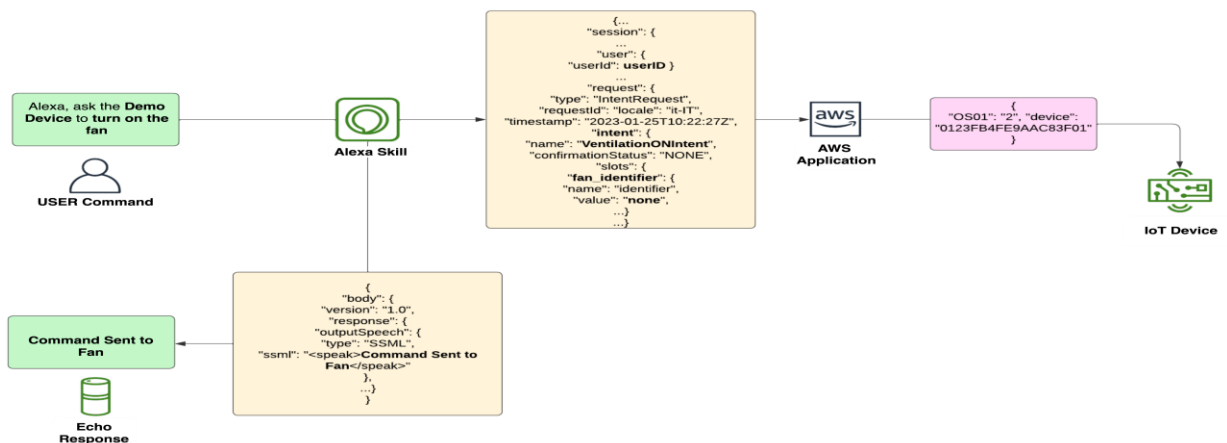 Alexa, ask the Demo
Device to turn on the
fan
USER Command
Alexa Skill
{...
"session": {
...
"user": {
"userId": userID }
...
"request": {
"type": "IntentRequest",
"requestId": "locale": "it-IT",
"timestamp": "2023-01-25T10:22:27Z",
"intent": {
"name": "VentilationONIntent",
"confirmationStatus": "NONE",
"slots": {
"fan_identifier": {
"name": "identifier",
"value": "none",
...}
...}
aws
AWS
Application
{
"OS01": "2", "device":
"0123FB4FE9AAC83F01"
}
IoT Device
{
"body": {
"version": "1.0",
"response": {
"outputSpeech": {
"type": "SSML",
"ssml": "<speak>Command Sent to
Fan</speak>"
},
...}
}
Command Sent to
Fan
Echo
Response